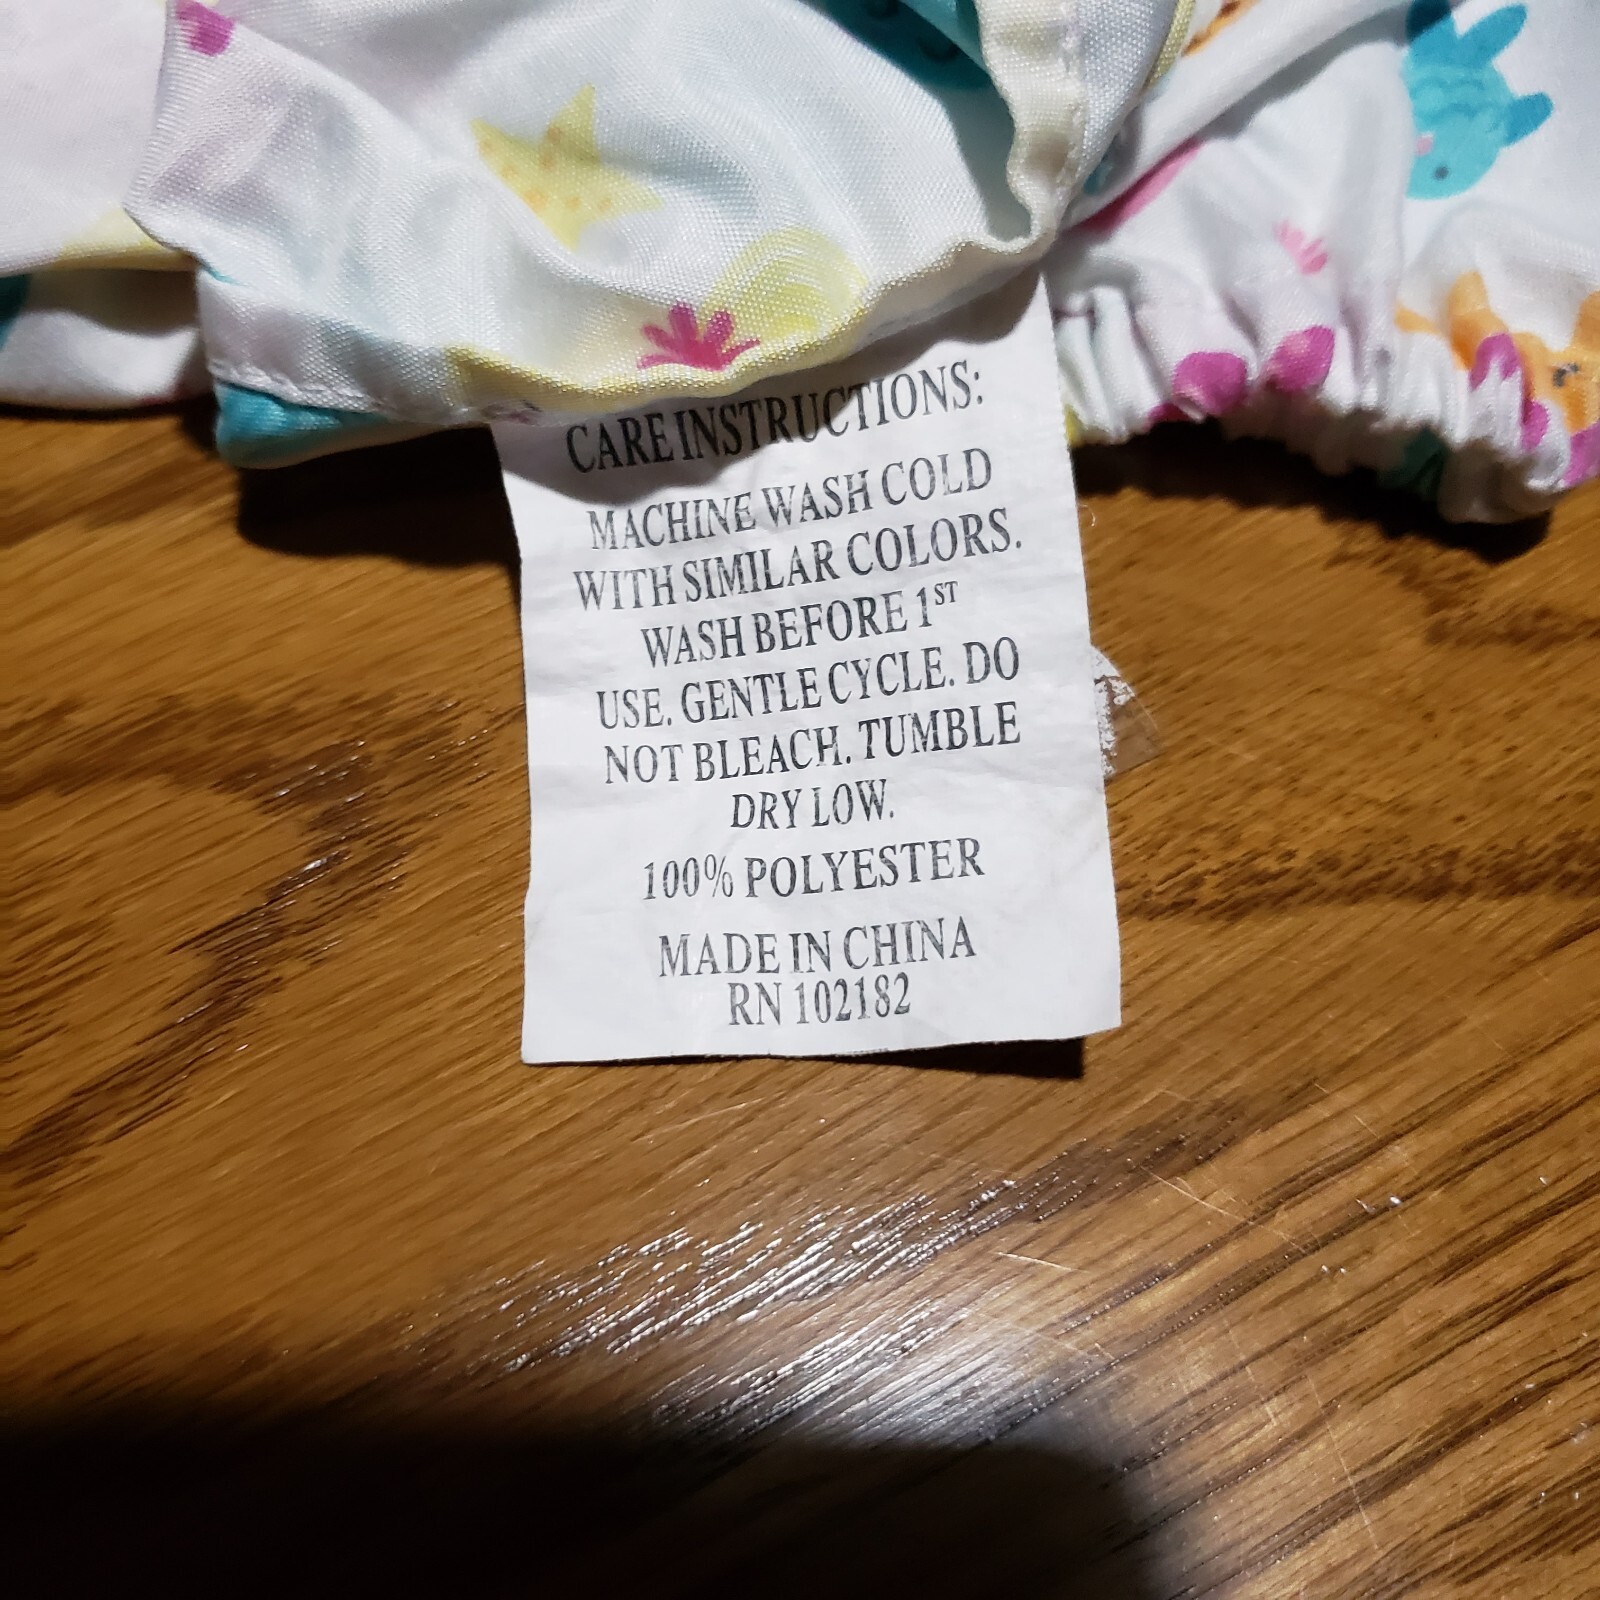 CARE INSTRUCTIONS:
MACHINE WASH COLD
WITH SIMILAR COLORS.
WASH BEFORE 1ST
USE. GENTLE CYCLE. DO
NOT BLEACH. TUMBLE
DRY LOW.
100% POLYESTER
MADE IN CHINA
RN 102182